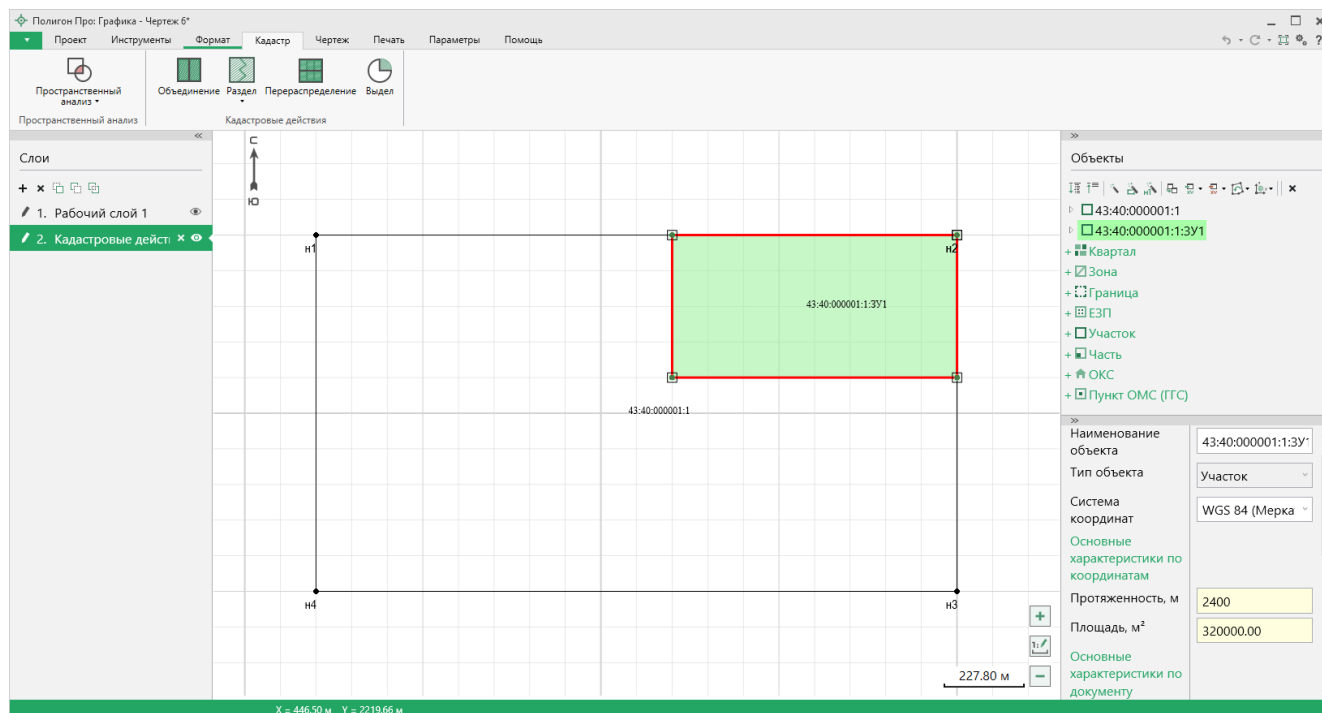 Полигон Про: Графика - Чертеж 6*
Проект Инструменты Формат Кадастр Чертеж Печать Параметры Помощь
Пространственный
анализ
Объединение Раздел Перераспределение Выдел
Пространственный анализ
Кадастровые действия
Слои
1. Рабочий слой 1
2. Кадастровые дейст
С
Ю
н1
н2
43:40:000001:1:ЗУ1
43:40:000001:1
н4
н3
227.80 м
Объекты
43:40:000001:1
43:40:000001:1:ЗУ1
Квартал
Зона
Граница
ЕЗП
Участок
Часть
ОКС
Пункт ОМС (ГГС)
Наименование
объекта
43:40:000001:1:ЗУ1
Тип объекта
Участок
Система
координат
WGS 84 (Мерка
Основные
характеристики по
координатам
Протяженность, м
2400
Площадь, м²
320000.00
Основные
характеристики по
документу
X = 446.50 м Y = 2219.66 м